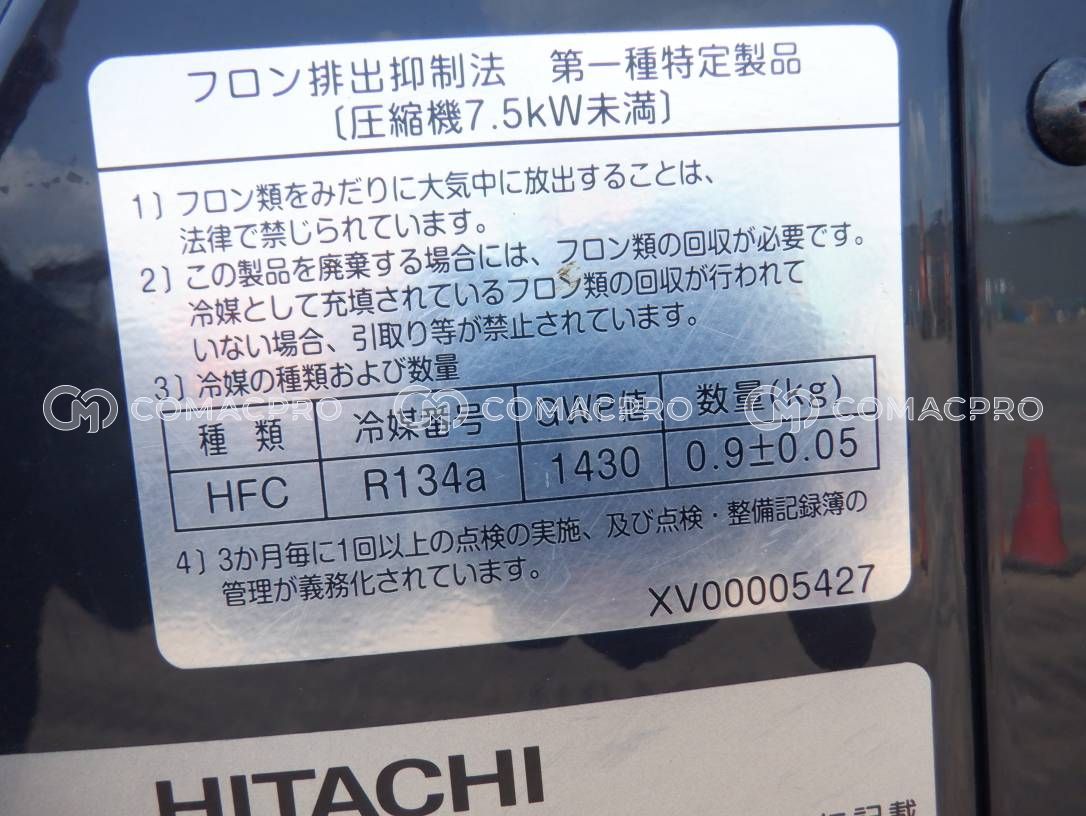 フロン排出抑制法　第一種特定製品
〔圧縮機7.5kW未満〕
1〕フロン類をみだりに大気中に放出することは、
法律で禁じられています。
2〕この製品を廃棄する場合には、フロン類の回収が必要です。
冷媒として充填されているフロン類の回収が行われて
いない場合、引取り等が禁止されています。
3〕冷媒の種類および数量
種 類 冷媒番号 GWP値 数量(kg)
HFC R134a 1430 0.9±0.05
4〕3か月毎に1回以上の点検の実施、及び点検・整備記録簿の
管理が義務化されています。
XV00005427
HITACHI
記載
COMACPRO COMACPRO COMACPRO